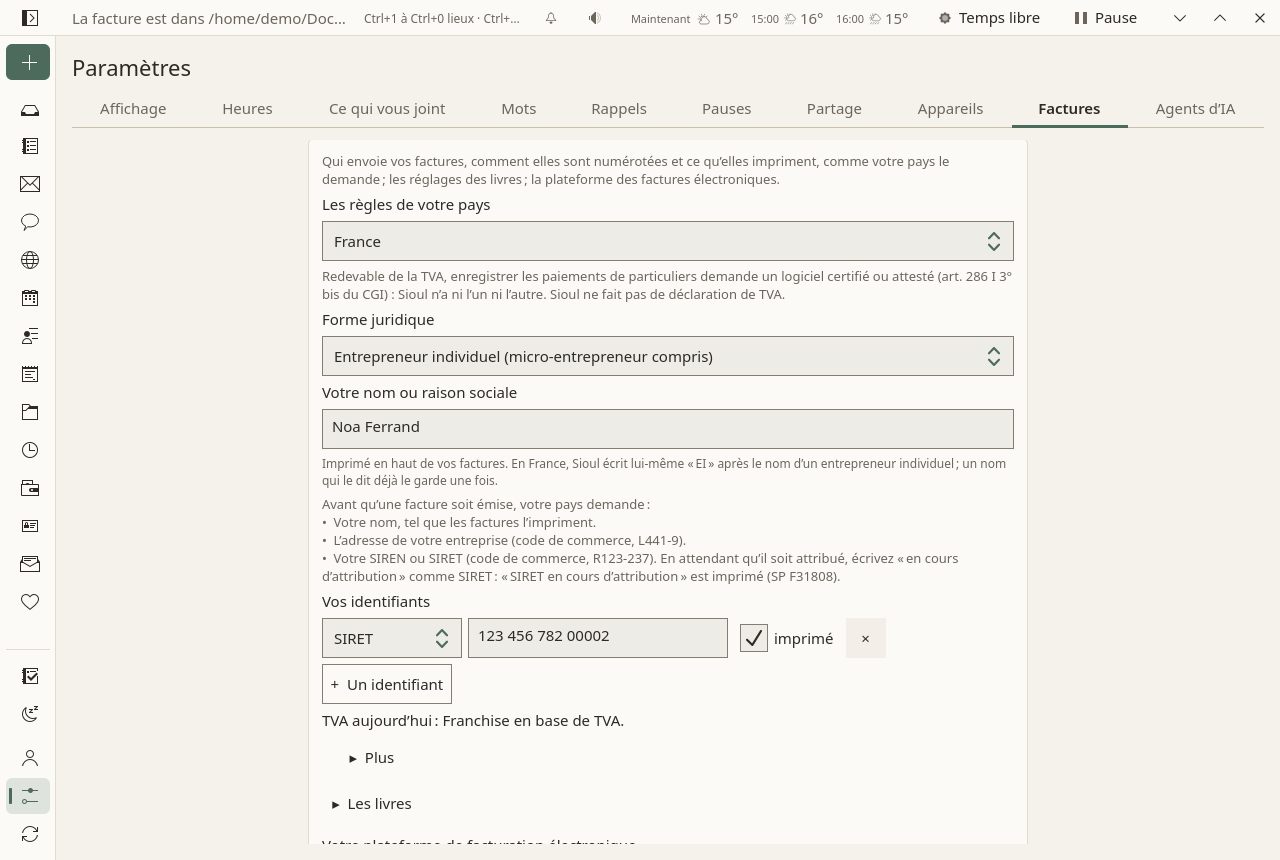 La facture est dans /home/demo/Doc…
Ctrl+1 à Ctrl+0 lieux · Ctrl+…
Maintenant 15° 15:00 16° 16:00 15°
Temps libre
Pause
Paramètres
Affichage Heures Ce qui vous joint Mots Rappels Pauses Partage Appareils Factures Agents d’IA
Qui envoie vos factures, comment elles sont numérotées et ce qu’elles impriment, comme votre pays le
demande ; les réglages des livres ; la plateforme des factures électroniques.
Les règles de votre pays
France
Redevable de la TVA, enregistrer les paiements de particuliers demande un logiciel certifié ou attesté (art. 286 I 3°
bis du CGI) : Sioul n’a ni l’un ni l’autre. Sioul ne fait pas de déclaration de TVA.
Forme juridique
Entrepreneur individuel (micro-entrepreneur compris)
Votre nom ou raison sociale
Noa Ferrand
Imprimé en haut de vos factures. En France, Sioul écrit lui-même « EI » après le nom d’un entrepreneur individuel ; un nom
qui le dit déjà le garde une fois.
Avant qu’une facture soit émise, votre pays demande :
• Votre nom, tel que les factures l’impriment.
• L’adresse de votre entreprise (code de commerce, L441-9).
• Votre SIREN ou SIRET (code de commerce, R123-237). En attendant qu’il soit attribué, écrivez « en cours
d’attribution » comme SIRET : « SIRET en cours d’attribution » est imprimé (SP F31808).
Vos identifiants
SIRET 123 456 782 00002 imprimé ×
+ Un identifiant
TVA aujourd’hui : Franchise en base de TVA.
▸ Plus
▸ Les livres
Votre plateforme de facturation électronique